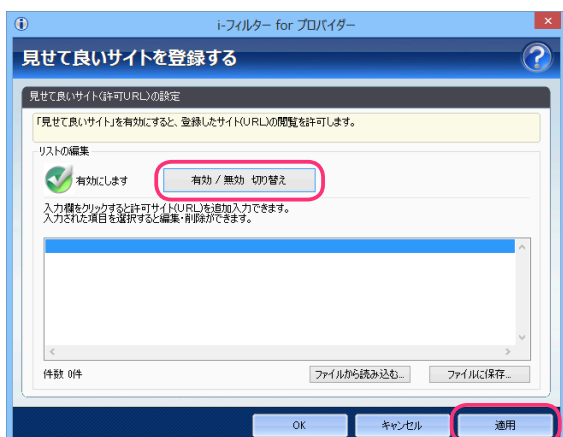 i-フィルター for プロバイダー
見せて良いサイトを登録する
見せて良いサイト(許可URL)の設定
「見せて良いサイト」を有効にすると、登録したサイト(URL)の閲覧を許可します。
リストの編集
有効にします
有効 / 無効 切り替え
入力欄をクリックすると許可サイト(URL)を追加入力できます。
入力された項目を選択すると編集・削除ができます。
件数 0件
ファイルから読み込む...
ファイルに保存...
OK
キャンセル
適用